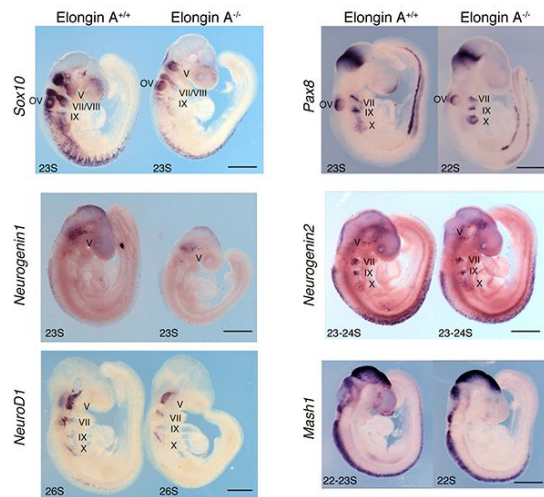 Elongin A+/+ Elongin A-/- Elongin A+/+ Elongin A-/-
Sox10
OV
V
VII/VIII
IX
23S
OV
V
VII/VIII
IX
23S
Pax8
OV
VII
IX
X
23S
OV
VII
IX
X
22S
Neurogenin1
V
23S
V
23S
Neurogenin2
V
VII
IX
X
23-24S
V
VII
IX
X
23-24S
NeuroD1
V
VII
IX
X
26S
V
VII
IX
X
26S
Mash1
22-23S
22S